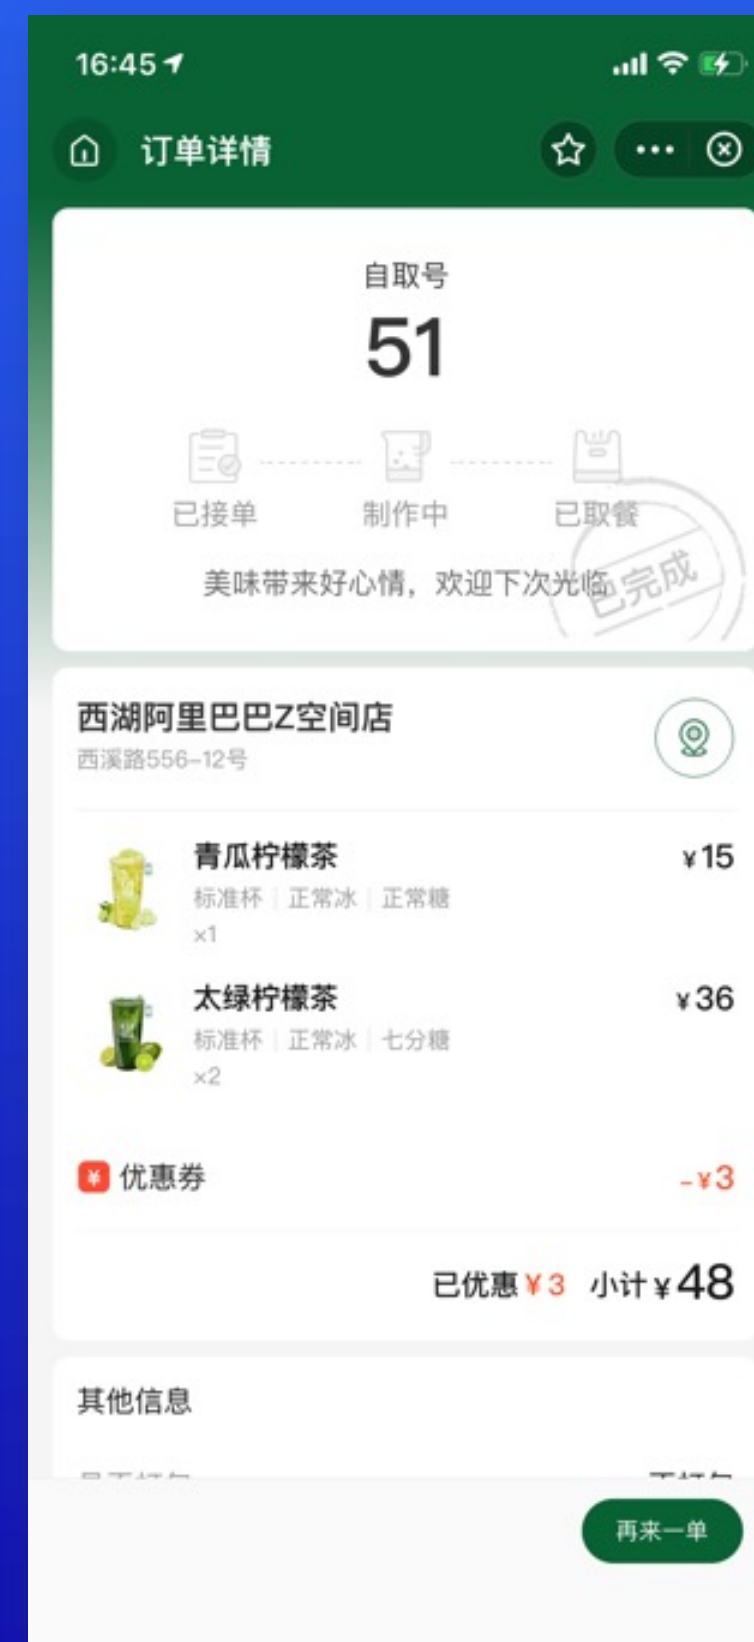 16:45
订单详情
自取号
51
已接单 制作中 已取餐
美味带来好心情，欢迎下次光临
已完成
西湖阿里巴巴Z空间店
西溪路556-12号
青瓜柠檬茶 ¥15
标准杯 正常冰 正常糖
×1
太绿柠檬茶 ¥36
标准杯 正常冰 七分糖
×2
¥ 优惠券 -¥3
已优惠¥3 小计¥48
其他信息
再来一单